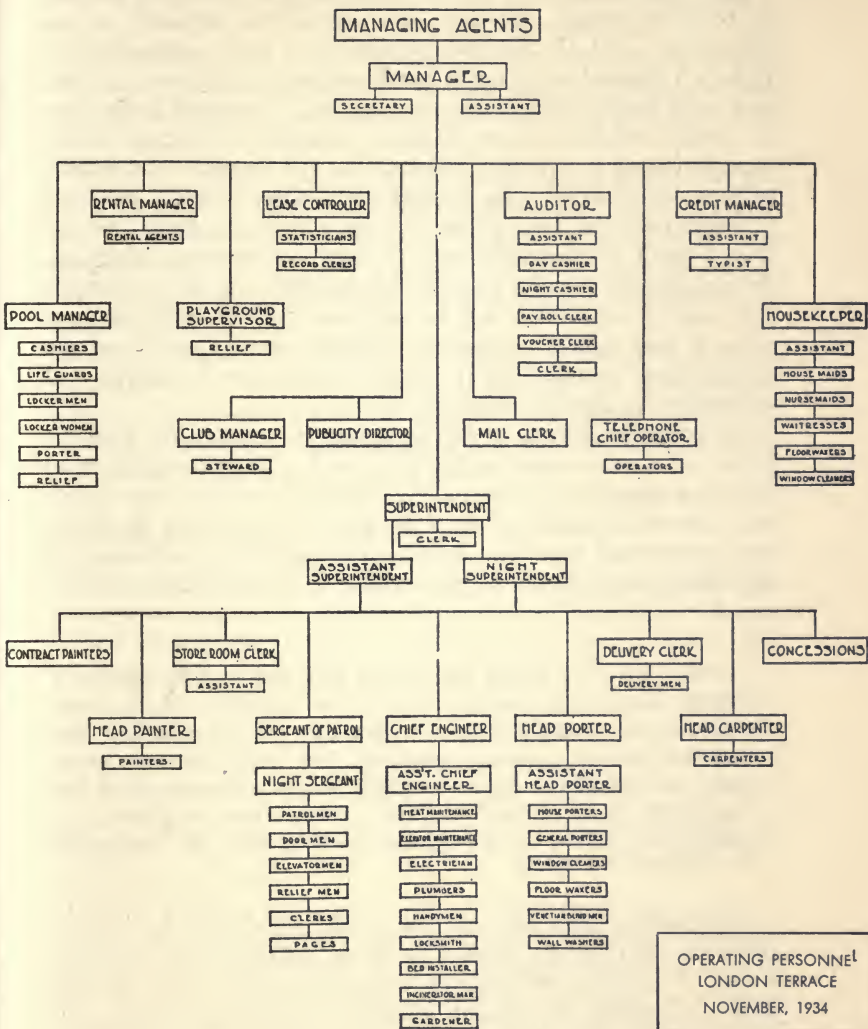 MANAGING AGENTS
MANAGER
SECRETARY
ASSISTANT
RENTAL MANAGER
RENTAL AGENTS
LEASE CONTROLLER
STATISTICIANS
RECORD CLERKS
AUDITOR
ASSISTANT
DAY CASHIER
NIGHT CASHIER
PAY ROLL CLERK
VOUCHER CLERK
CLERK
CREDIT MANAGER
ASSISTANT
TYPIST
POOL MANAGER
CASHIERS
LIFE GUARDS
LOCKER MEN
LOCKER WOMEN
PORTER
RELIEF
PLAYGROUND
SUPERVISOR
RELIEF
HOUSEKEEPER
ASSISTANT
HOUSE MAIDS
NURSEMAIDS
WAITRESSES
FLOORWAXERS
WINDOW CLEANERS
CLUB MANAGER
STEWARD
PUBLICITY DIRECTOR
MAIL CLERK
TELEPHONE
CHIEF OPERATOR
OPERATORS
SUPERINTENDENT
CLERK
ASSISTANT
SUPERINTENDENT
NIGHT
SUPERINTENDENT
CONTRACT PAINTERS
STORE ROOM CLERK
ASSISTANT
DELIVERY CLERK
DELIVERY MEN
CONCESSIONS
HEAD PAINTER
PAINTERS.
SERGEANT OF PATROL
NIGHT SERGEANT
PATROLMEN
DOOR MEN
ELEVATORMEN
RELIEF MEN
CLERKS
PAGES
CHIEF ENGINEER
ASS'T. CHIEF
ENGINEER
HEAT MAINTENANCE
ELEVATOR MAINTENANCE
ELECTRICIAN
PLUMBERS
HANDYMEN
LOCKSMITH
BED INSTALLER
INCINERATOR MAN
GARDENER
HEAD PORTER
ASSISTANT
HEAD PORTER
HOUSE PORTERS
GENERAL PORTERS
WINDOW CLEANERS
FLOOR WAXERS
VENETIAN BLIND MEN
WALL WASHERS
HEAD CARPENTER
CARPENTERS
OPERATING PERSONNEL
LONDON TERRACE
NOVEMBER, 1934